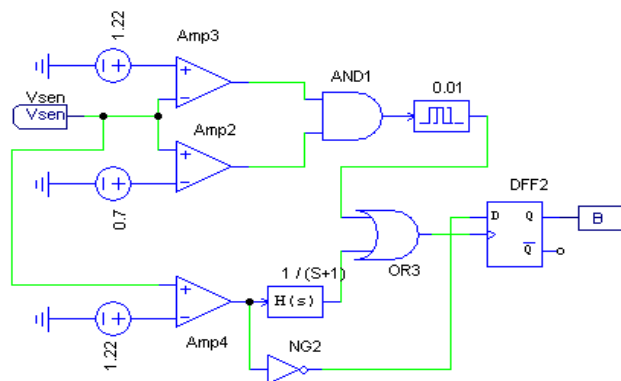 1.22
Amp3
Vsen
Vsen
AND1
0.01
Amp2
0.7
DFF2
D
Q
B
Q
OR3
1 / (S+1)
H(s)
Amp4
1.22
NG2